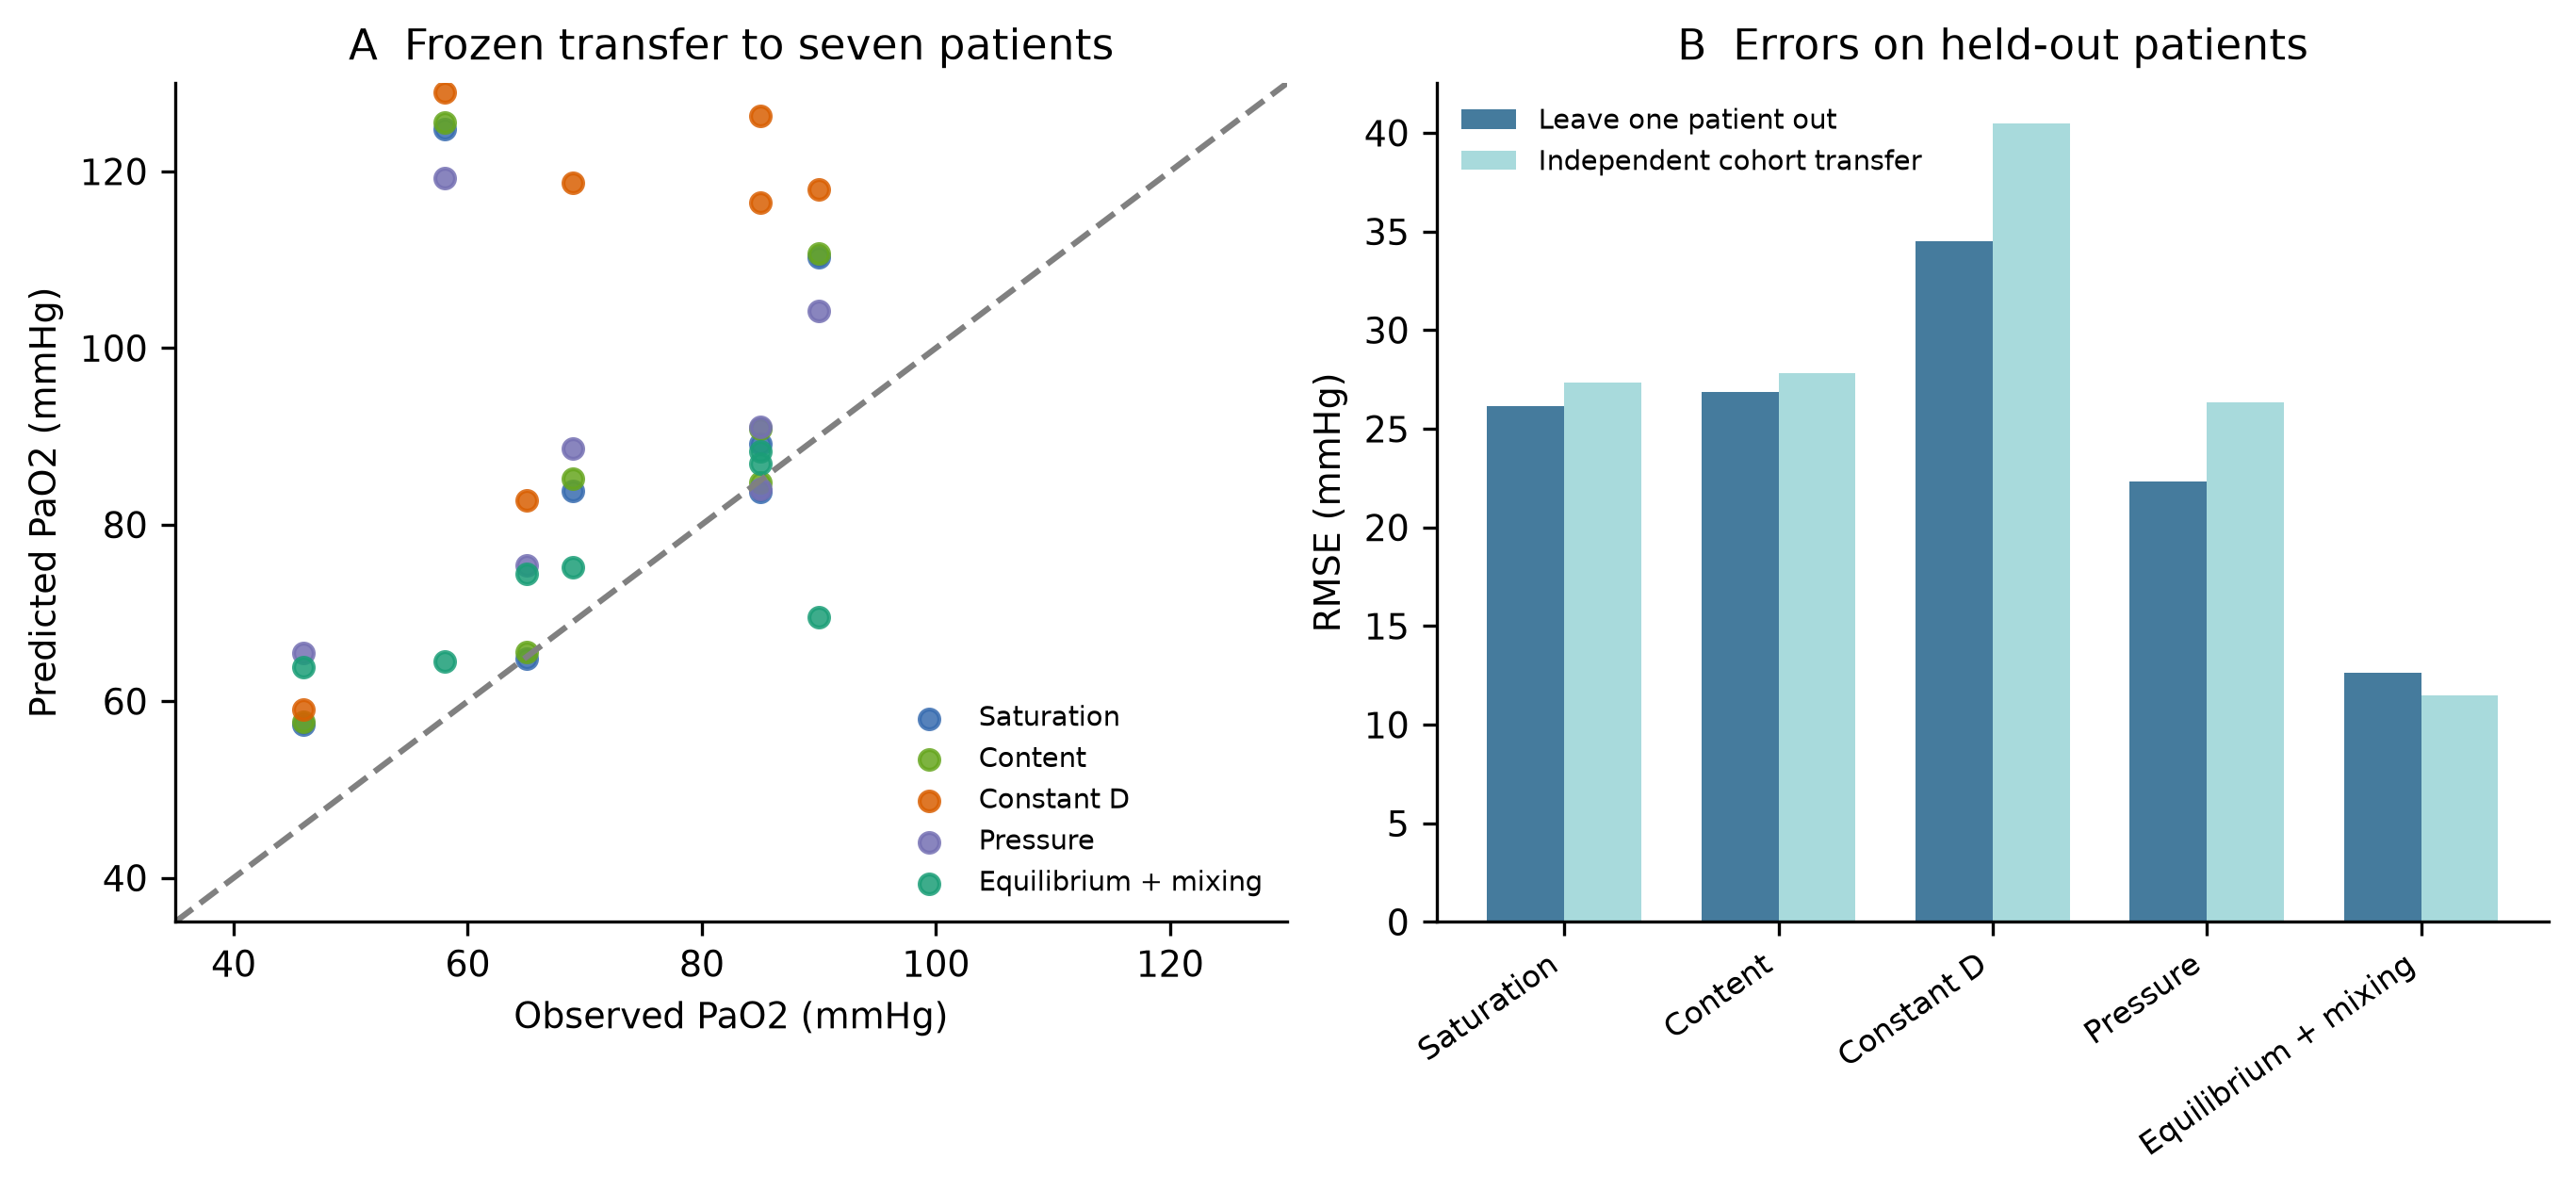 A  Frozen transfer to seven patients
Predicted PaO2 (mmHg)
120
100
80
60
40
40 60 80 100 120
Observed PaO2 (mmHg)
Saturation
Content
Constant D
Pressure
Equilibrium + mixing
B  Errors on held-out patients
Leave one patient out
Independent cohort transfer
RMSE (mmHg)
40
35
30
25
20
15
10
5
0
Saturation
Content
Constant D
Pressure
Equilibrium + mixing